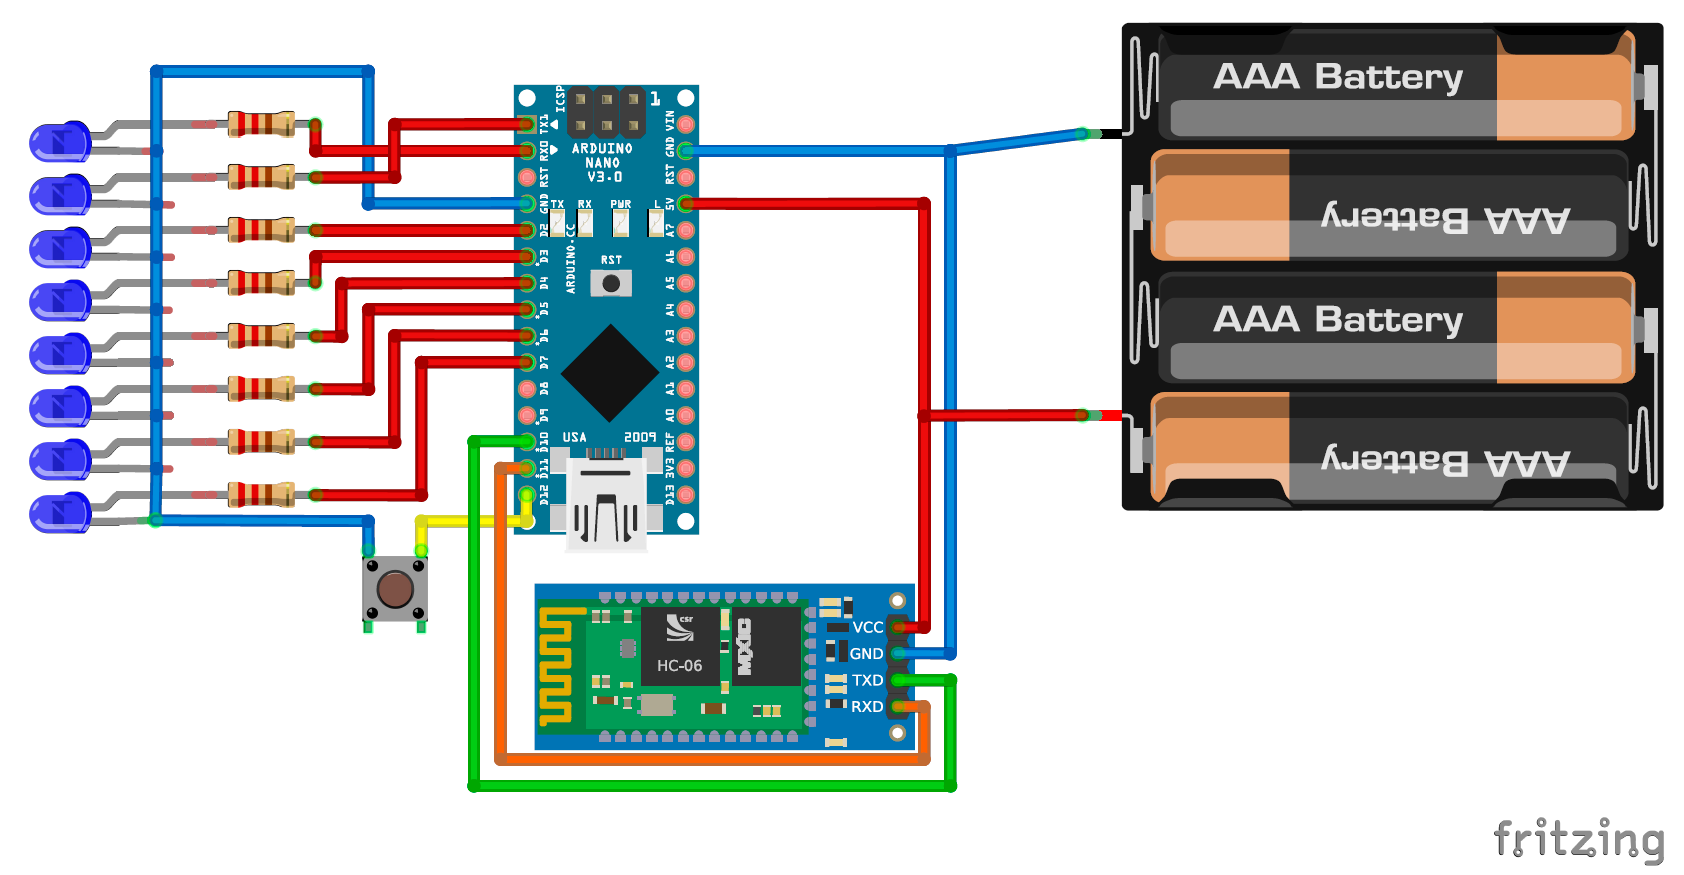 AAA Battery
AAA Battery
AAA Battery
AAA Battery
ICSP
1
TX1
RX0
RST
GND
D2
D3
D4
D5
D6
D7
D8
D9
D10
D11
D12
VIN
GND
RST
5V
A7
A6
A5
A4
A3
A2
A1
A0
REF
3V3
D13
ARDUINO
NANO
V3.0
TX
RX
PWR
L
RST
ARDUINO.CC
USA
2009
csr
HC-06
MXIC
VCC
GND
TXD
RXD
fritzing